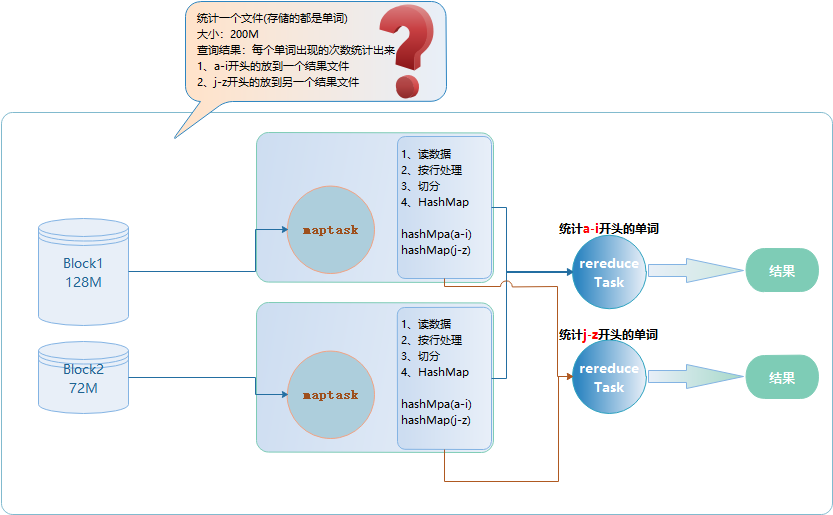 统计一个文件(存储的都是单词)
大小：200M
查询结果：每个单词出现的次数统计出来
1、a-i开头的放到一个结果文件
2、j-z开头的放到另一个结果文件
Block1
128M
maptask
1、读数据
2、按行处理
3、切分
4、HashMap
hashMpa(a-i)
hashMap(j-z)
统计a-i开头的单词
rereduce
Task
结果
Block2
72M
maptask
1、读数据
2、按行处理
3、切分
4、HashMap
hashMpa(a-i)
hashMap(j-z)
统计j-z开头的单词
rereduce
Task
结果